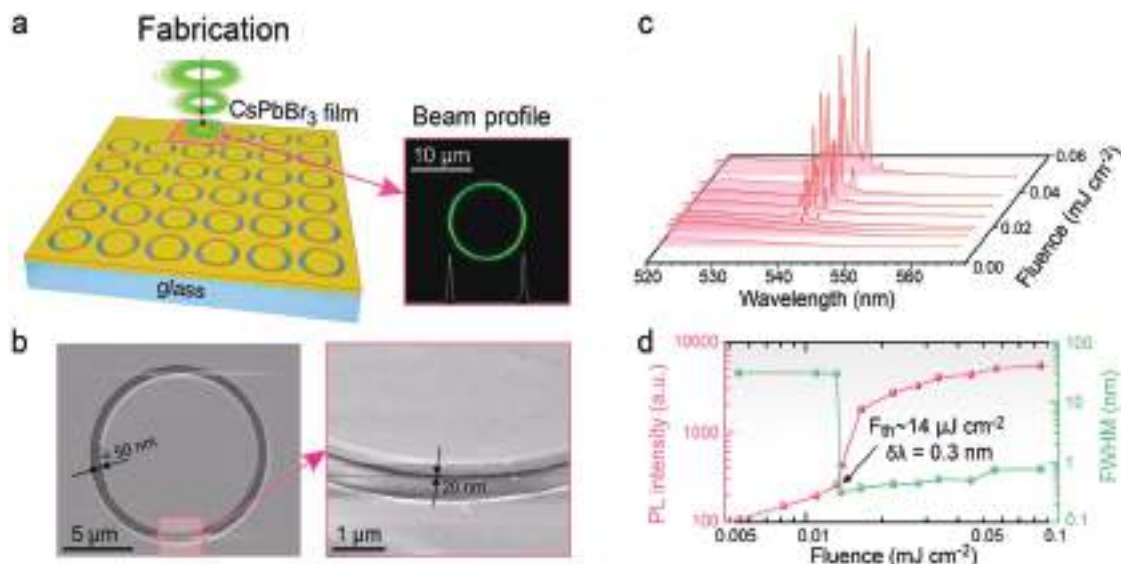 a
Fabrication
CsPbBr₃ film
glass
Beam profile
10 µm
b
50 nm
5 µm
20 nm
1 µm
c
0.06
0.04
0.02
0.00
Fluence (mJ cm⁻²)
520 530 540 550 560
Wavelength (nm)
d
10000
1000
100
PL intensity (a.u.)
100
10
1
0.1
FWHM (nm)
Fₜₕ~14 µJ cm⁻²
δλ = 0.3 nm
0.005 0.01 0.05 0.1
Fluence (mJ cm⁻²)